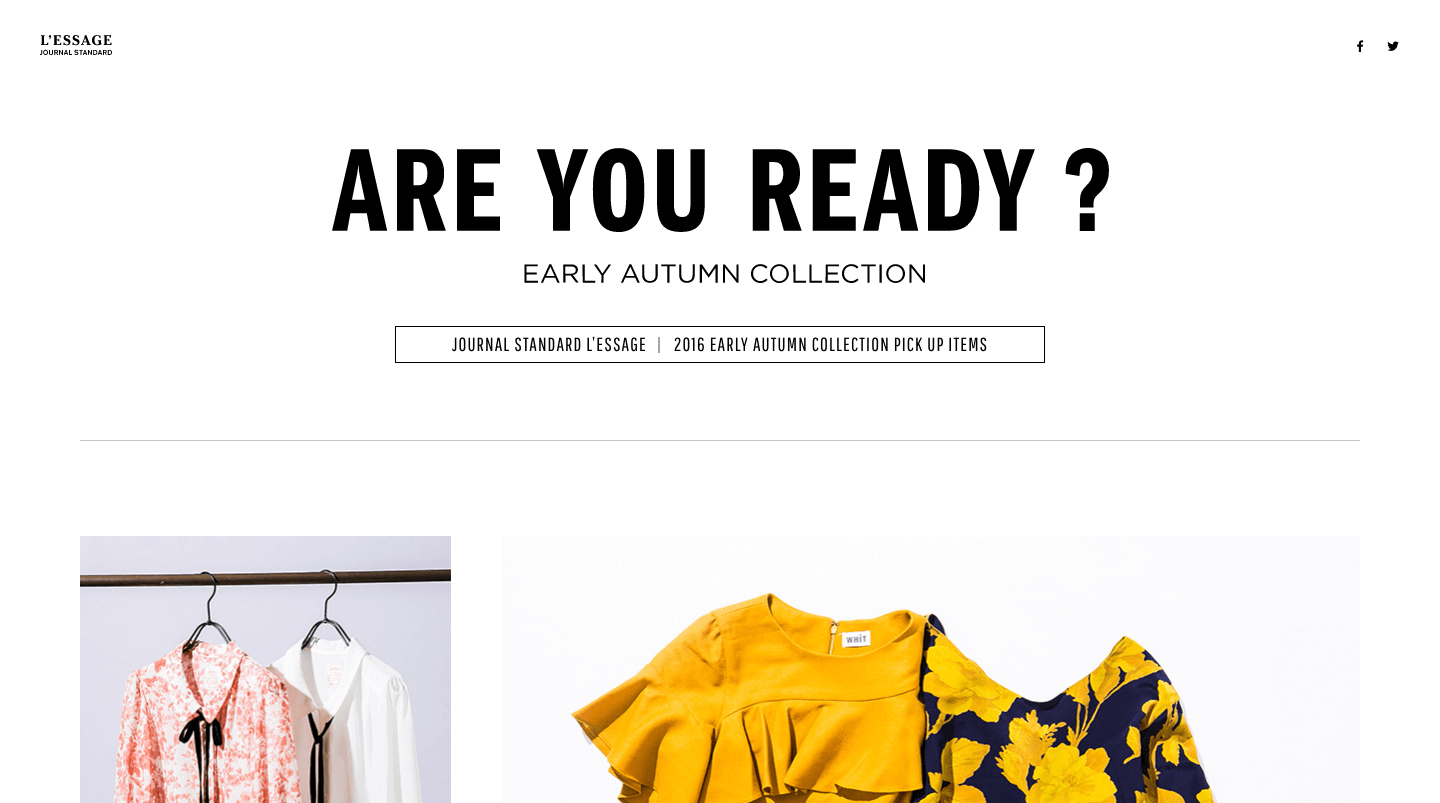 L'ESSAGE
JOURNAL STANDARD
ARE YOU READY ?
EARLY AUTUMN COLLECTION
JOURNAL STANDARD L'ESSAGE | 2016 EARLY AUTUMN COLLECTION PICK UP ITEMS
WHiT